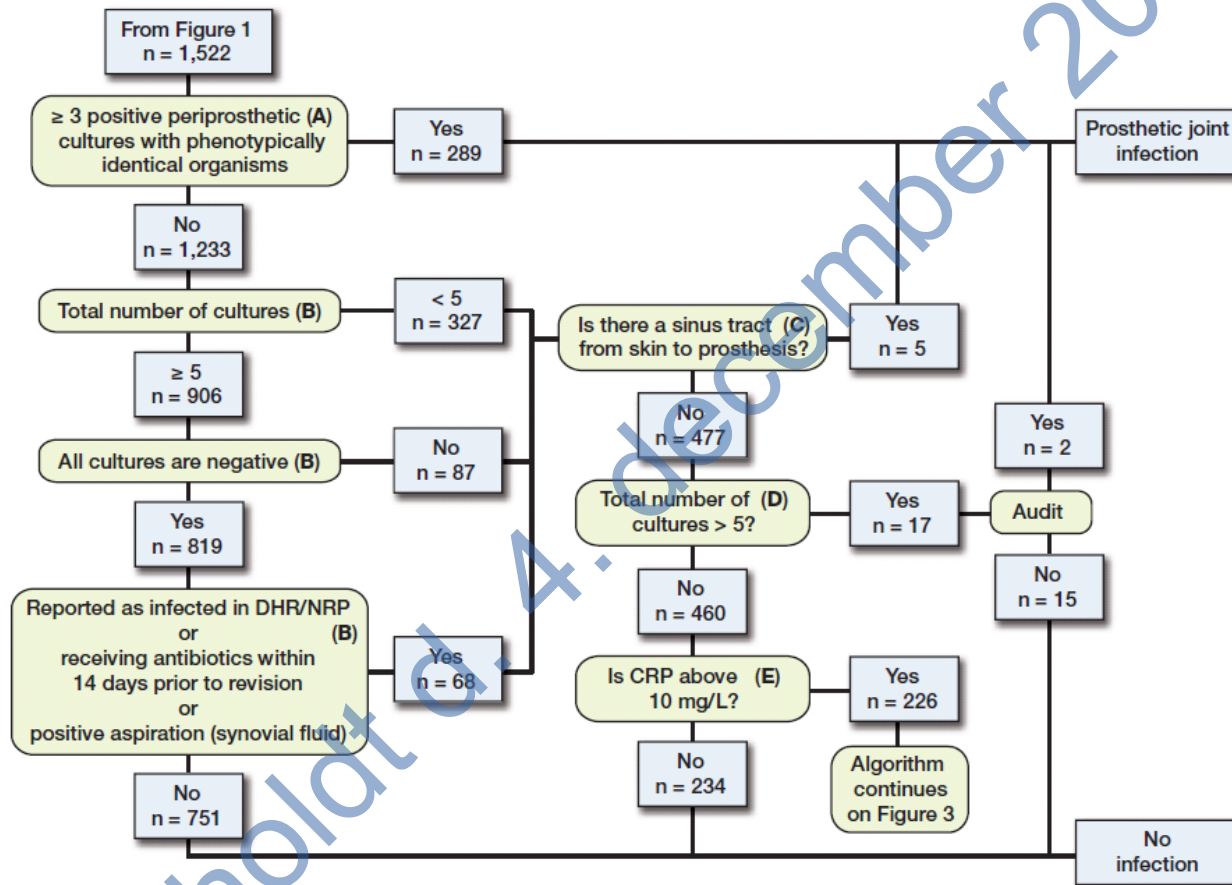 From Figure 1
n = 1,522
≥ 3 positive periprosthetic (A)
cultures with phenotypically
identical organisms
Yes
n = 289
Prosthetic joint
infection
No
n = 1,233
Total number of cultures (B)
< 5
n = 327
Is there a sinus tract (C)
from skin to prosthesis?
Yes
n = 5
≥ 5
n = 906
No
n = 477
Yes
n = 2
All cultures are negative (B)
No
n = 87
Total number of (D)
cultures > 5?
Yes
n = 17
Audit
Yes
n = 819
No
n = 460
No
n = 15
Reported as infected in DHR/NRP
or (B)
receiving antibiotics within
14 days prior to revision
or
positive aspiration (synovial fluid)
Yes
n = 68
Is CRP above (E)
10 mg/L?
Yes
n = 226
No
n = 751
No
n = 234
Algorithm
continues
on Figure 3
No
infection
holdt d. 4. december 20